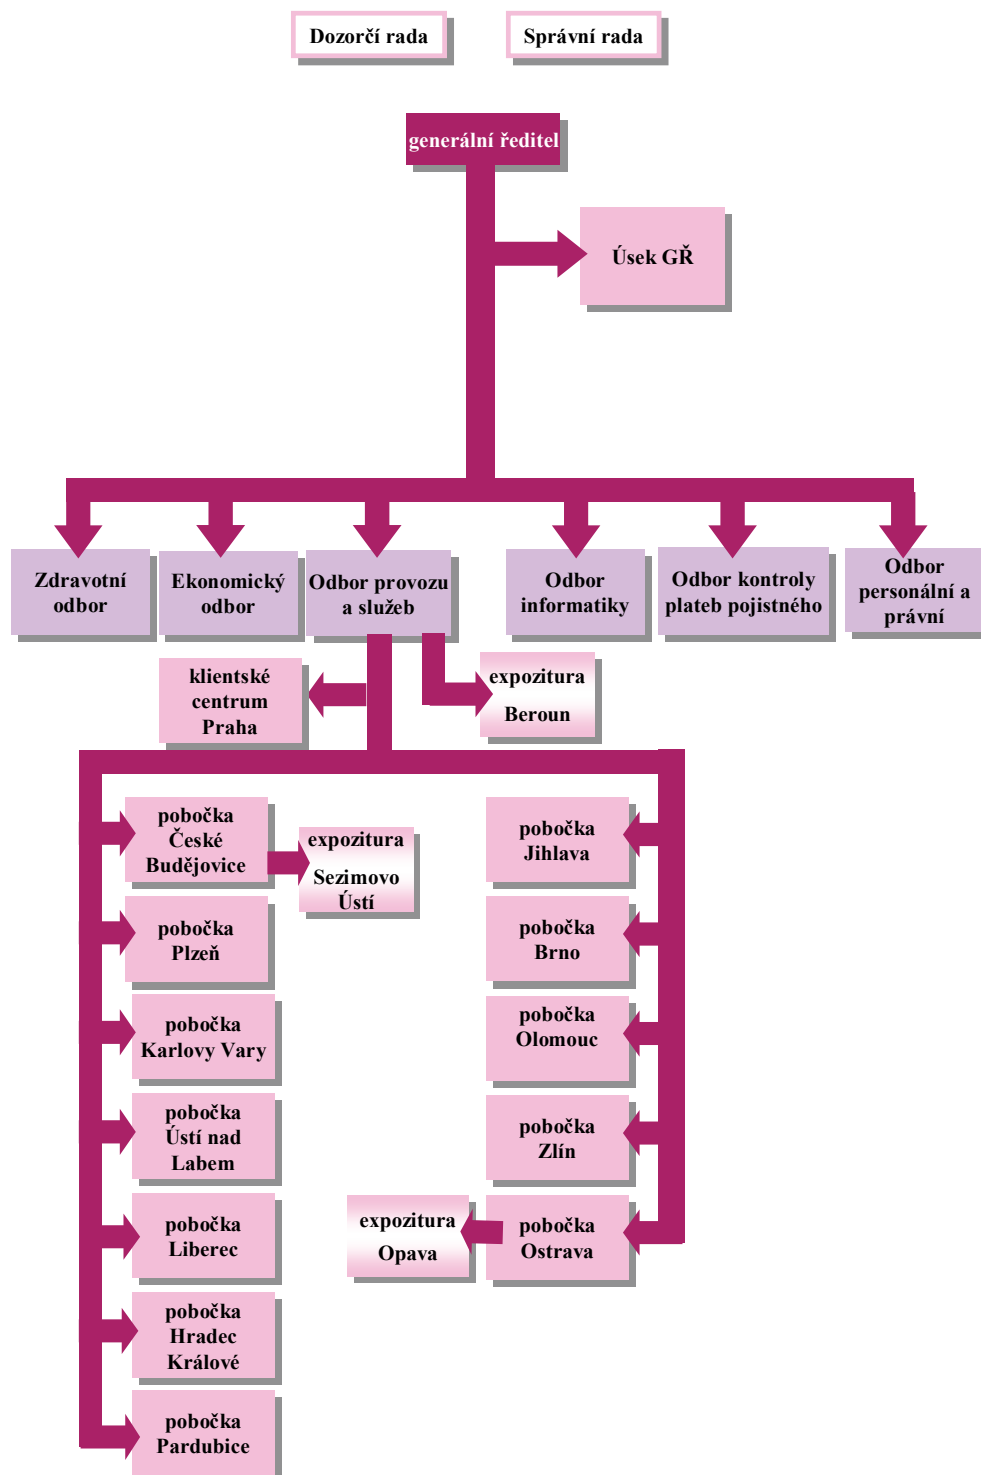 Dozorčí rada
Správní rada
generální ředitel
Úsek GŘ
Zdravotní
odbor
Ekonomický
odbor
Odbor provozu
a služeb
Odbor
informatiky
Odbor kontroly
plateb pojistného
Odbor
personální a
právní
klientské
centrum
Praha
expozitura
Beroun
pobočka
České
Budějovice
expozitura
Sezimovo
Ústí
pobočka
Plzeň
pobočka
Karlovy Vary
pobočka
Ústí nad
Labem
pobočka
Liberec
pobočka
Hradec
Králové
pobočka
Pardubice
pobočka
Jihlava
pobočka
Brno
pobočka
Olomouc
pobočka
Zlín
pobočka
Ostrava
expozitura
Opava